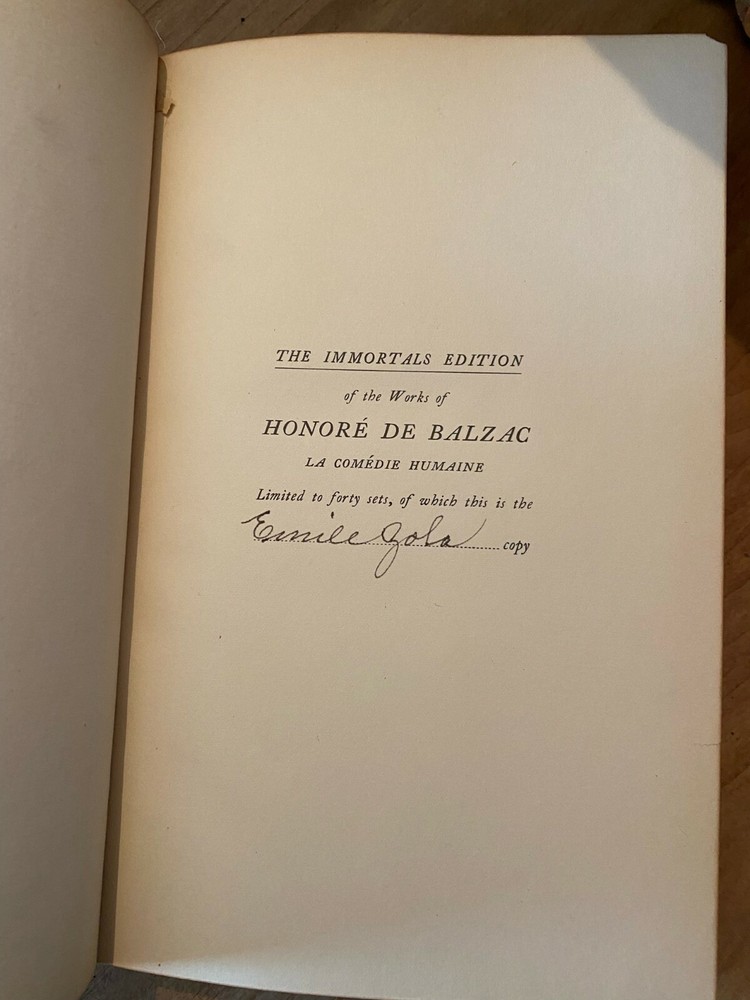 THE IMMORTALS EDITION
of the Works of
HONORÉ DE BALZAC
LA COMÉDIE HUMAINE
Limited to forty sets, of which this is the
Emile Zola copy